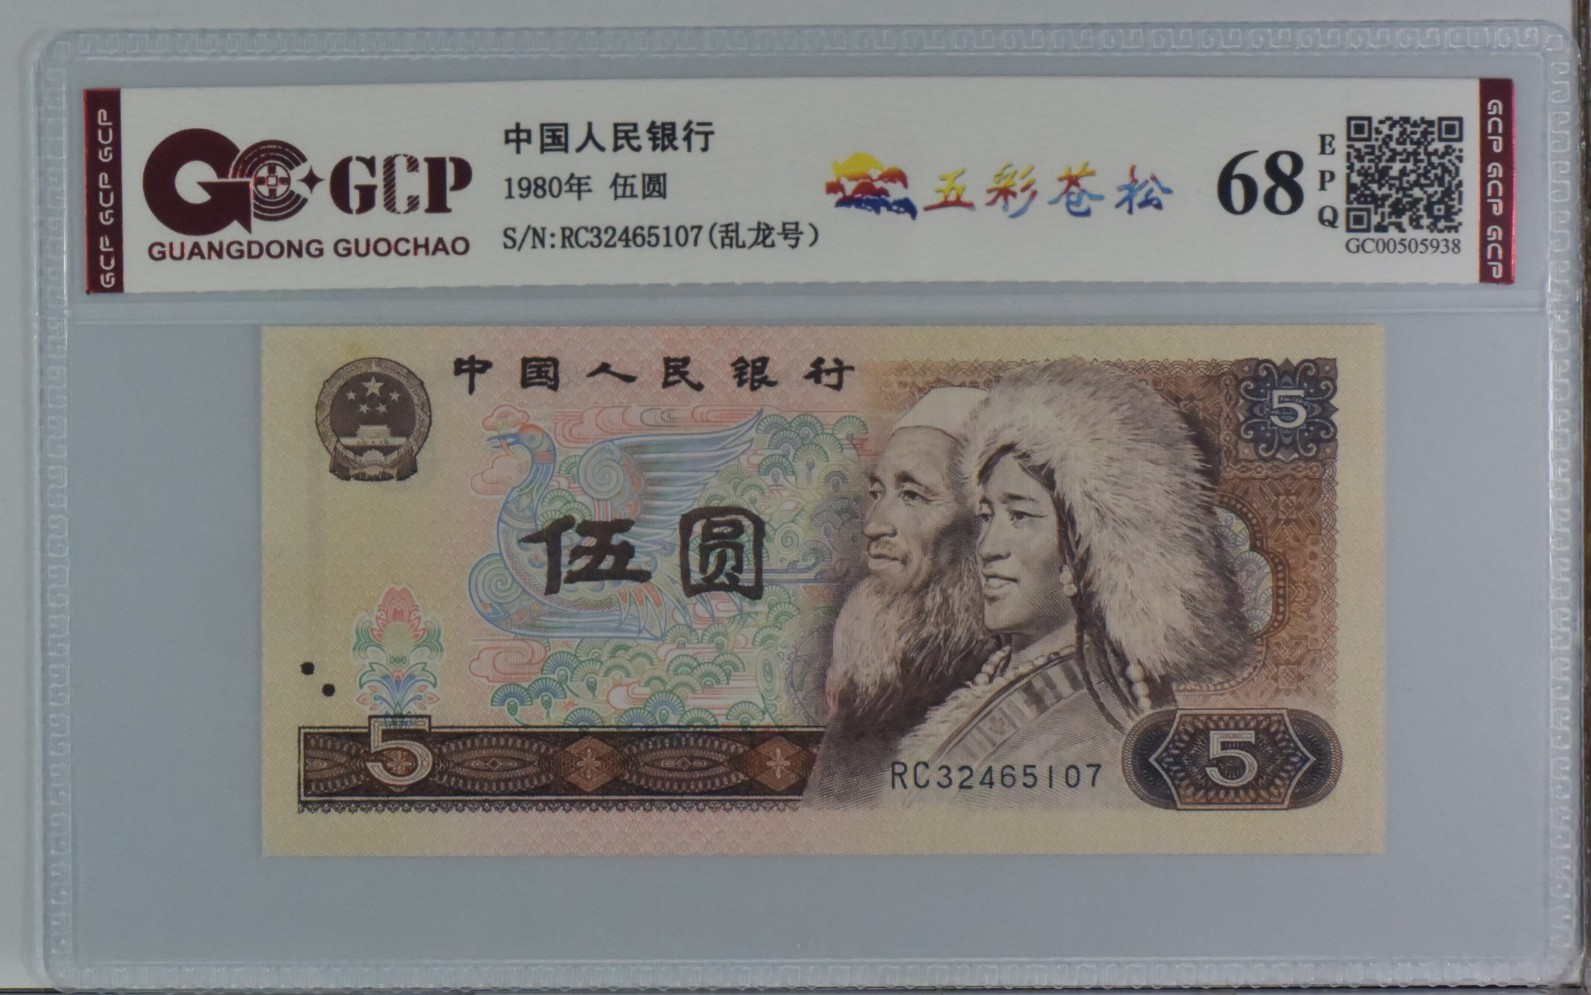 GCP GCP GCP
GCP
GUANGDONG GUOCHAO
中国人民银行
1980年 伍圆
S/N:RC32465107(乱龙号)
五彩苍松
68
EPQ
GC00505938
GCP GCP GCP
中国人民银行
5
伍圆
5
RC32465107
5